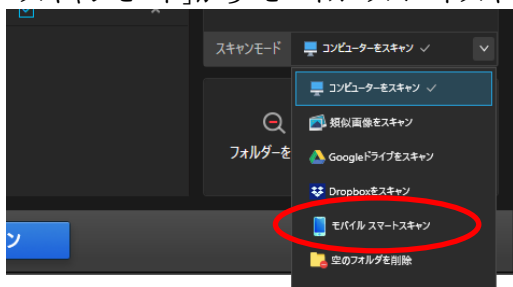 スキャンモード コンピューターをスキャン
コンピューターをスキャン
類似画像をスキャン
フォルダーを
Googleドライブをスキャン
Dropboxをスキャン
モバイル スマートスキャン
ン
空のフォルダを削除